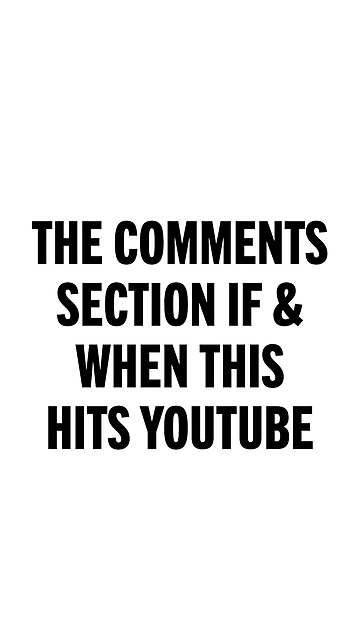 THE COMMENTS
SECTION IF &
WHEN THIS
HITS YOUTUBE